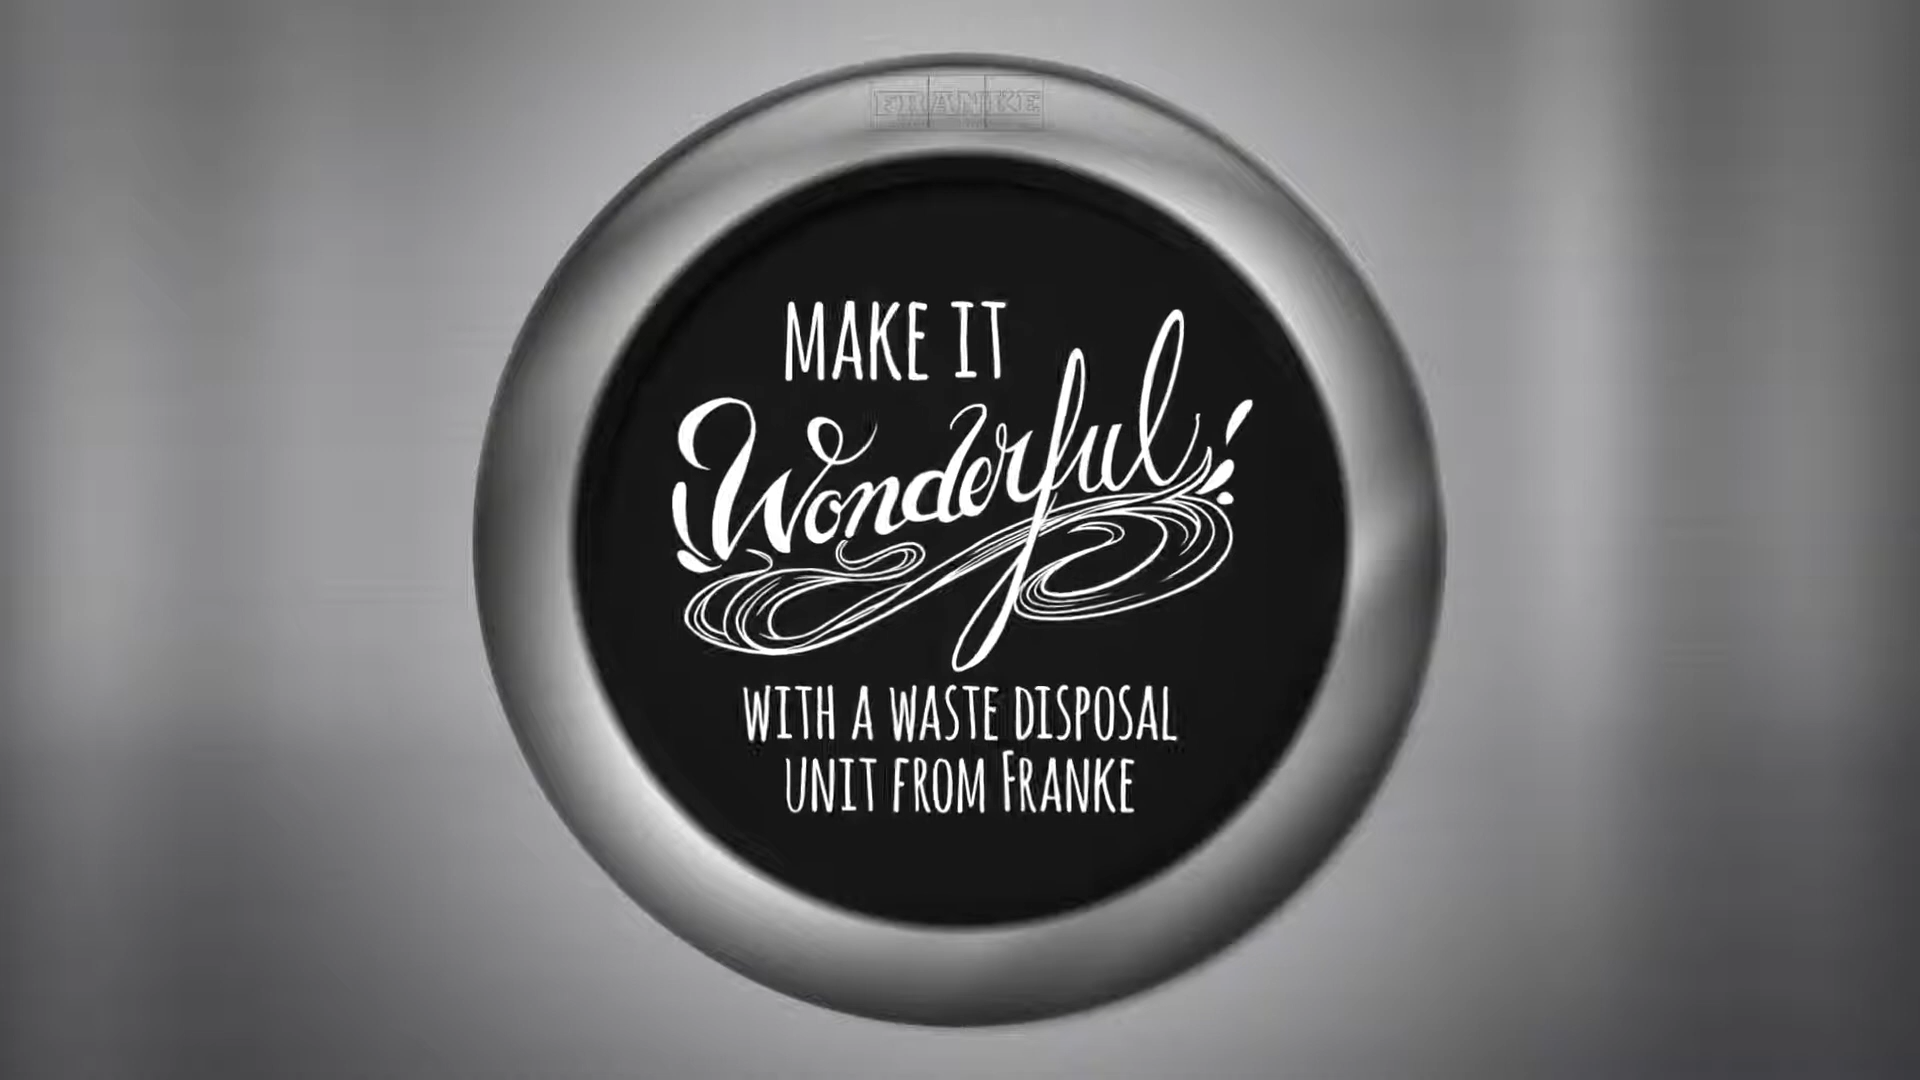 FRANKE
MAKE IT
Wonderful
WITH A WASTE DISPOSAL
UNIT FROM FRANKE